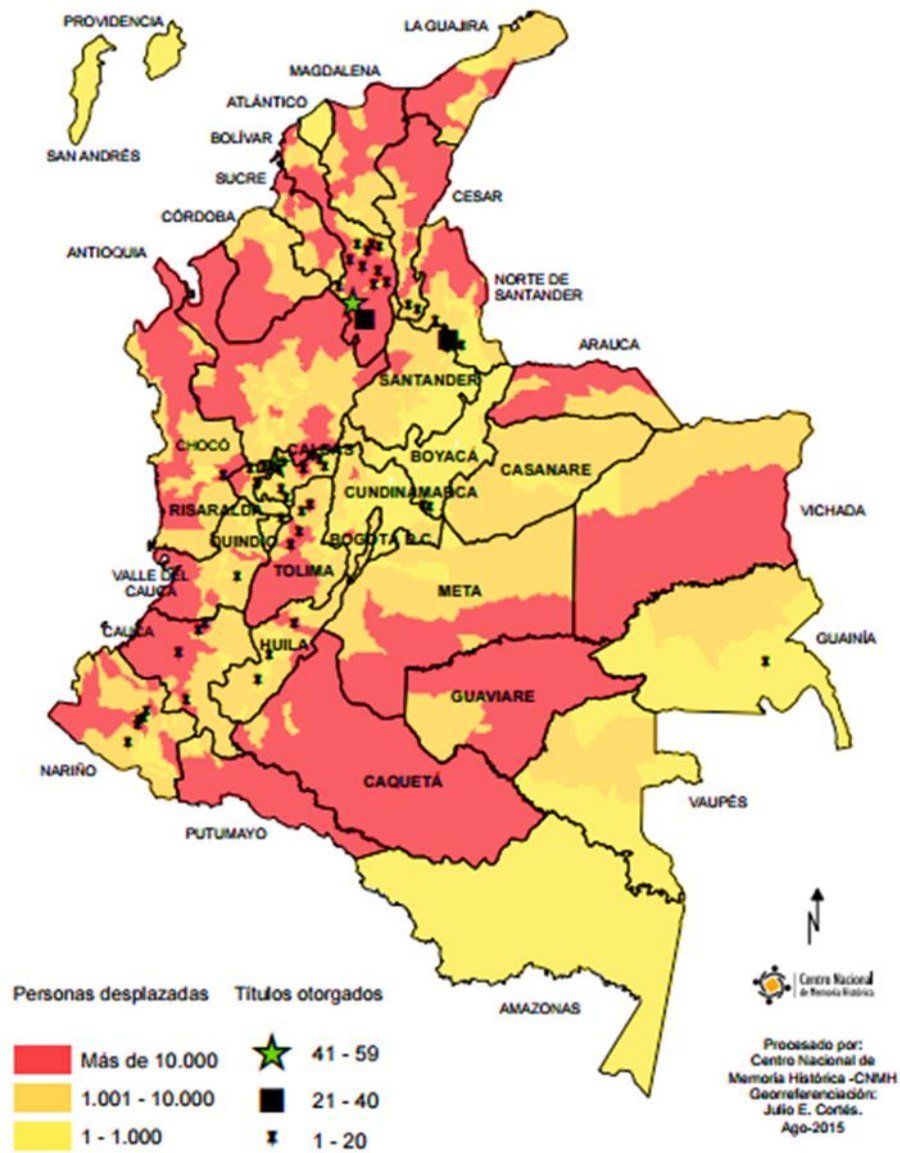 PROVIDENCIA
LA GUAJIRA
MAGDALENA
ATLÁNTICO
BOLÍVAR
SAN ANDRÉS
SUCRE
CESAR
CÓRDOBA
ANTIOQUIA
NORTE DE
SANTANDER
ARAUCA
SANTANDER
CHOCÓ
CALDAS
BOYACÁ
CASANARE
CUNDINAMARCA
RISARALDA
VICHADA
QUINDIO
BOGOTÁ D.C.
TOLIMA
VALLE DEL
CAUCA
META
CAUCA
HUILA
GUAINÍA
GUAVIARE
NARIÑO
CAQUETÁ
VAUPÉS
PUTUMAYO
AMAZONAS
N
Centro Nacional
de Memoria Histórica
Personas desplazadas
Títulos otorgados
Más de 10.000
41 - 59
1.001 - 10.000
21 - 40
1 - 1.000
1 - 20
Procesado por:
Centro Nacional de
Memoria Histórica -CNMH
Georreferenciación:
Julio E. Cortés.
Ago-2015